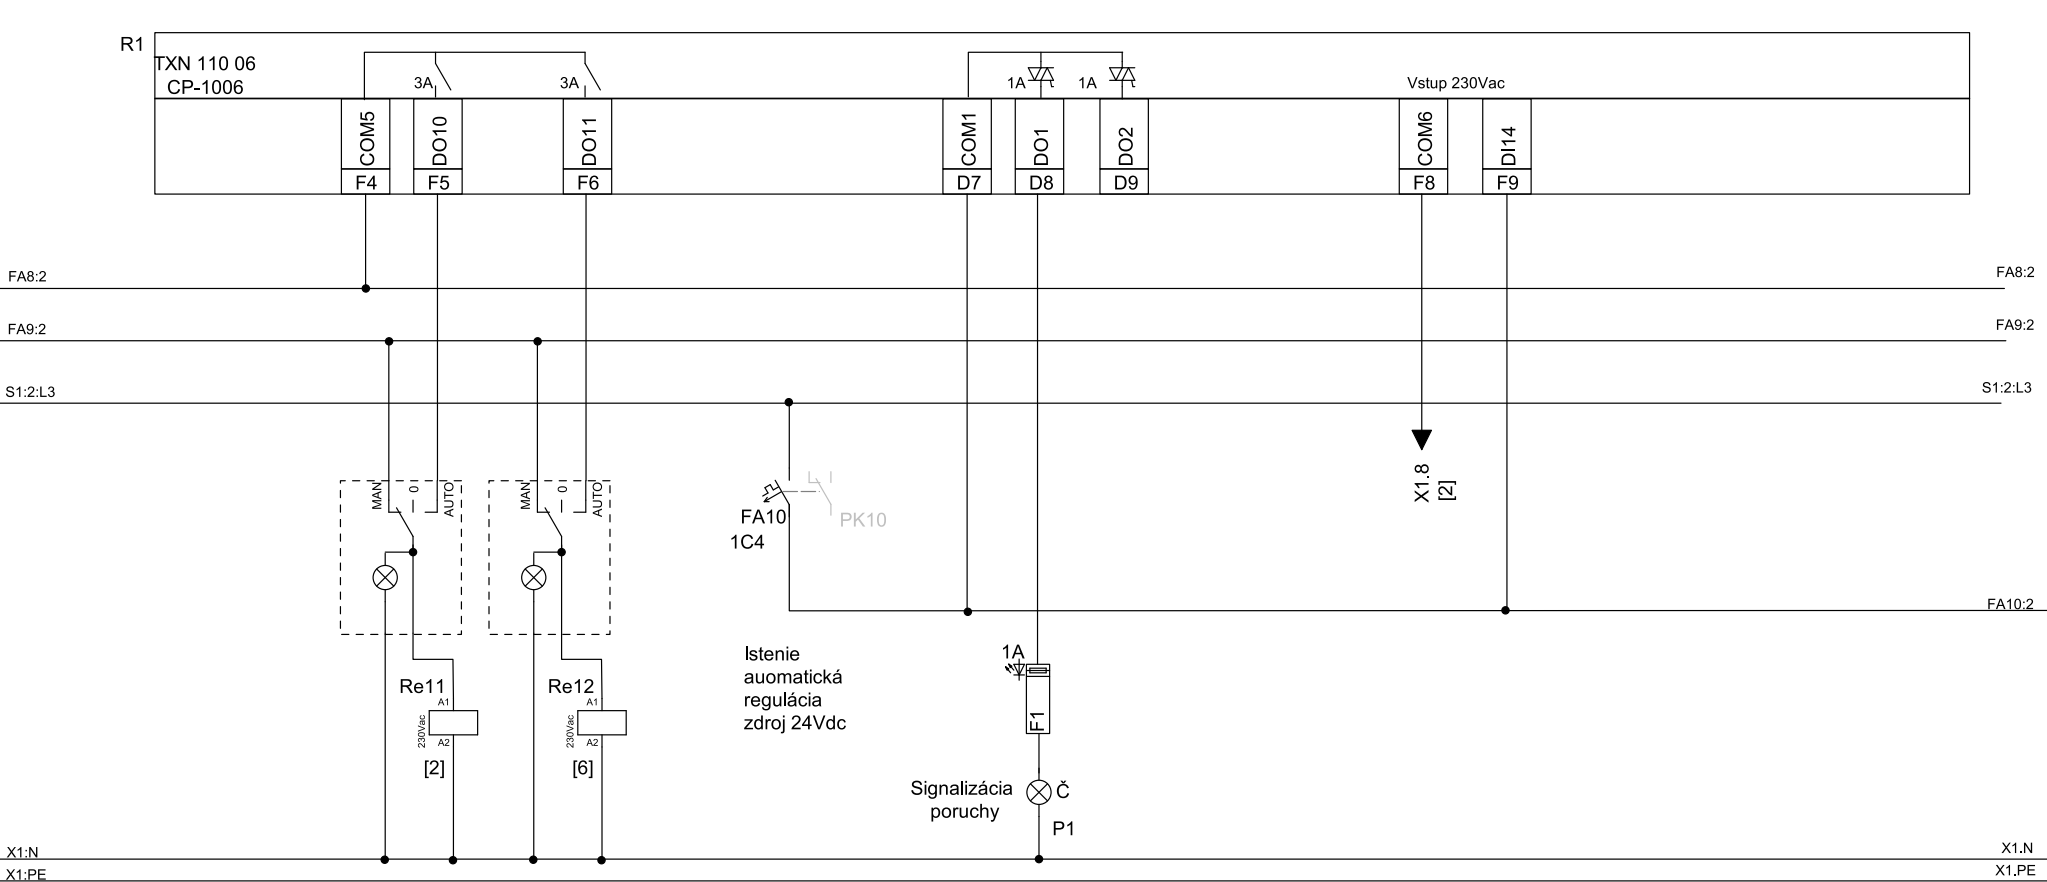 R1
TXN 110 06
CP-1006
3A
3A
1A
1A
Vstup 230Vac
COM5
DO10
DO11
COM1
DO1
DO2
COM6
DI14
F4
F5
F6
D7
D8
D9
F8
F9
FA8:2
FA8:2
FA9:2
FA9:2
S1:2:L3
S1:2:L3
MAN
0
AUTO
MAN
0
AUTO
FA10
PK10
1C4
X1.8
[2]
FA10:2
Istenie
auomatická
regulácia
zdroj 24Vdc
1A
F1
Re11
A1
230Vac
A2
[2]
Re12
A1
230Vac
A2
[6]
Signalizácia
poruchy
Č
P1
X1:N
X1.N
X1:PE
X1.PE